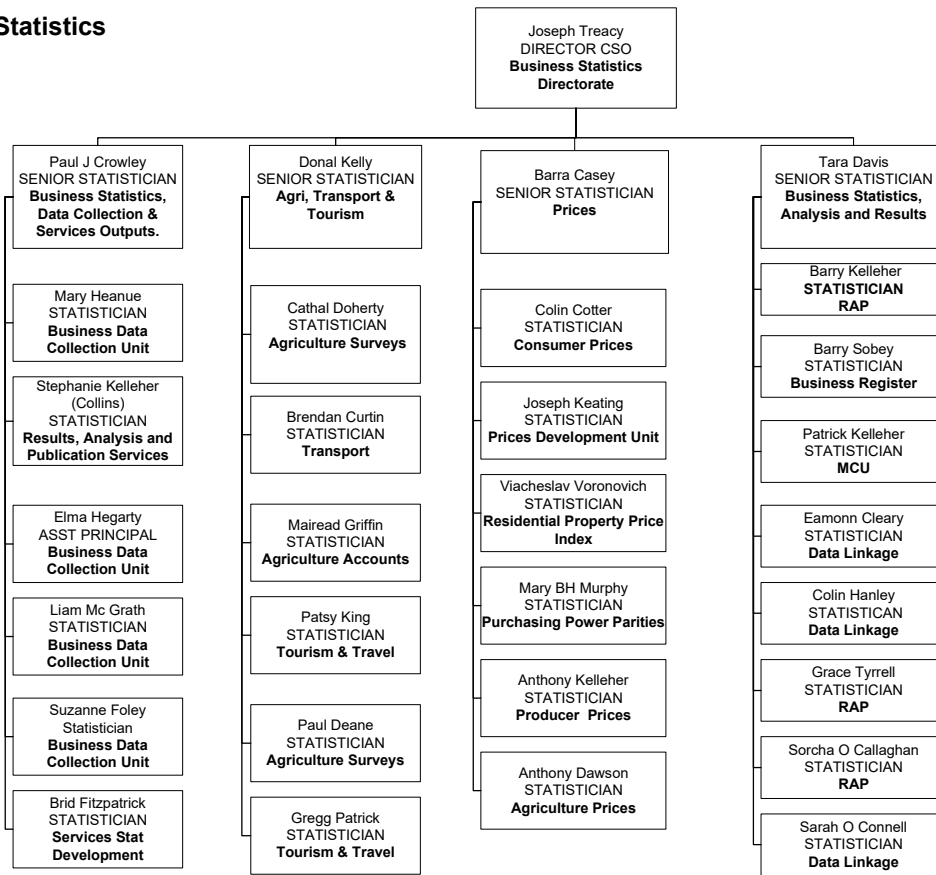 Statistics
Joseph Treacy
DIRECTOR CSO
Business Statistics
Directorate
Paul J Crowley
SENIOR STATISTICIAN
Business Statistics,
Data Collection &
Services Outputs.
Mary Heanue
STATISTICIAN
Business Data
Collection Unit
Stephanie Kelleher
(Collins)
STATISTICIAN
Results, Analysis and
Publication Services
Elma Hegarty
ASST PRINCIPAL
Business Data
Collection Unit
Liam Mc Grath
STATISTICIAN
Business Data
Collection Unit
Suzanne Foley
Statistician
Business Data
Collection Unit
Brid Fitzpatrick
STATISTICIAN
Services Stat
Development
Donal Kelly
SENIOR STATISTICIAN
Agri, Transport &
Tourism
Cathal Doherty
STATISTICIAN
Agriculture Surveys
Brendan Curtin
STATISTICIAN
Transport
Mairead Griffin
STATISTICIAN
Agriculture Accounts
Patsy King
STATISTICIAN
Tourism & Travel
Paul Deane
STATISTICIAN
Agriculture Surveys
Gregg Patrick
STATISTICIAN
Tourism & Travel
Barra Casey
SENIOR STATISTICIAN
Prices
Colin Cotter
STATISTICIAN
Consumer Prices
Joseph Keating
STATISTICIAN
Prices Development Unit
Viacheslav Voronovich
STATISTICIAN
Residential Property Price
Index
Mary BH Murphy
STATISTICIAN
Purchasing Power Parities
Anthony Kelleher
STATISTICIAN
Producer  Prices
Anthony Dawson
STATISTICIAN
Agriculture Prices
Tara Davis
SENIOR STATISTICIAN
Business Statistics,
Analysis and Results
Barry Kelleher
STATISTICIAN
RAP
Barry Sobey
STATISTICIAN
Business Register
Patrick Kelleher
STATISTICIAN
MCU
Eamonn Cleary
STATISTICIAN
Data Linkage
Colin Hanley
STATISTICAN
Data Linkage
Grace Tyrrell
STATISTICIAN
RAP
Sorcha O Callaghan
STATISTICIAN
RAP
Sarah O Connell
STATISTICIAN
Data Linkage